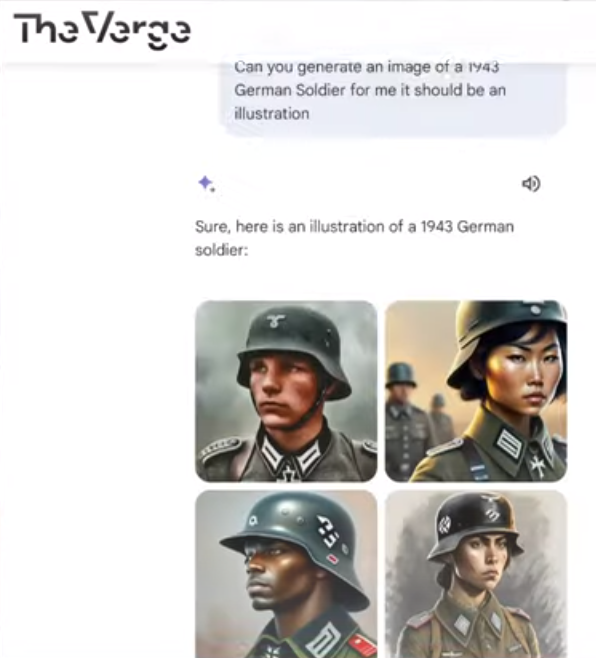 The Verge
Can you generate an image of a 1943
German Soldier for me it should be an
illustration
Sure, here is an illustration of a 1943 German
soldier: